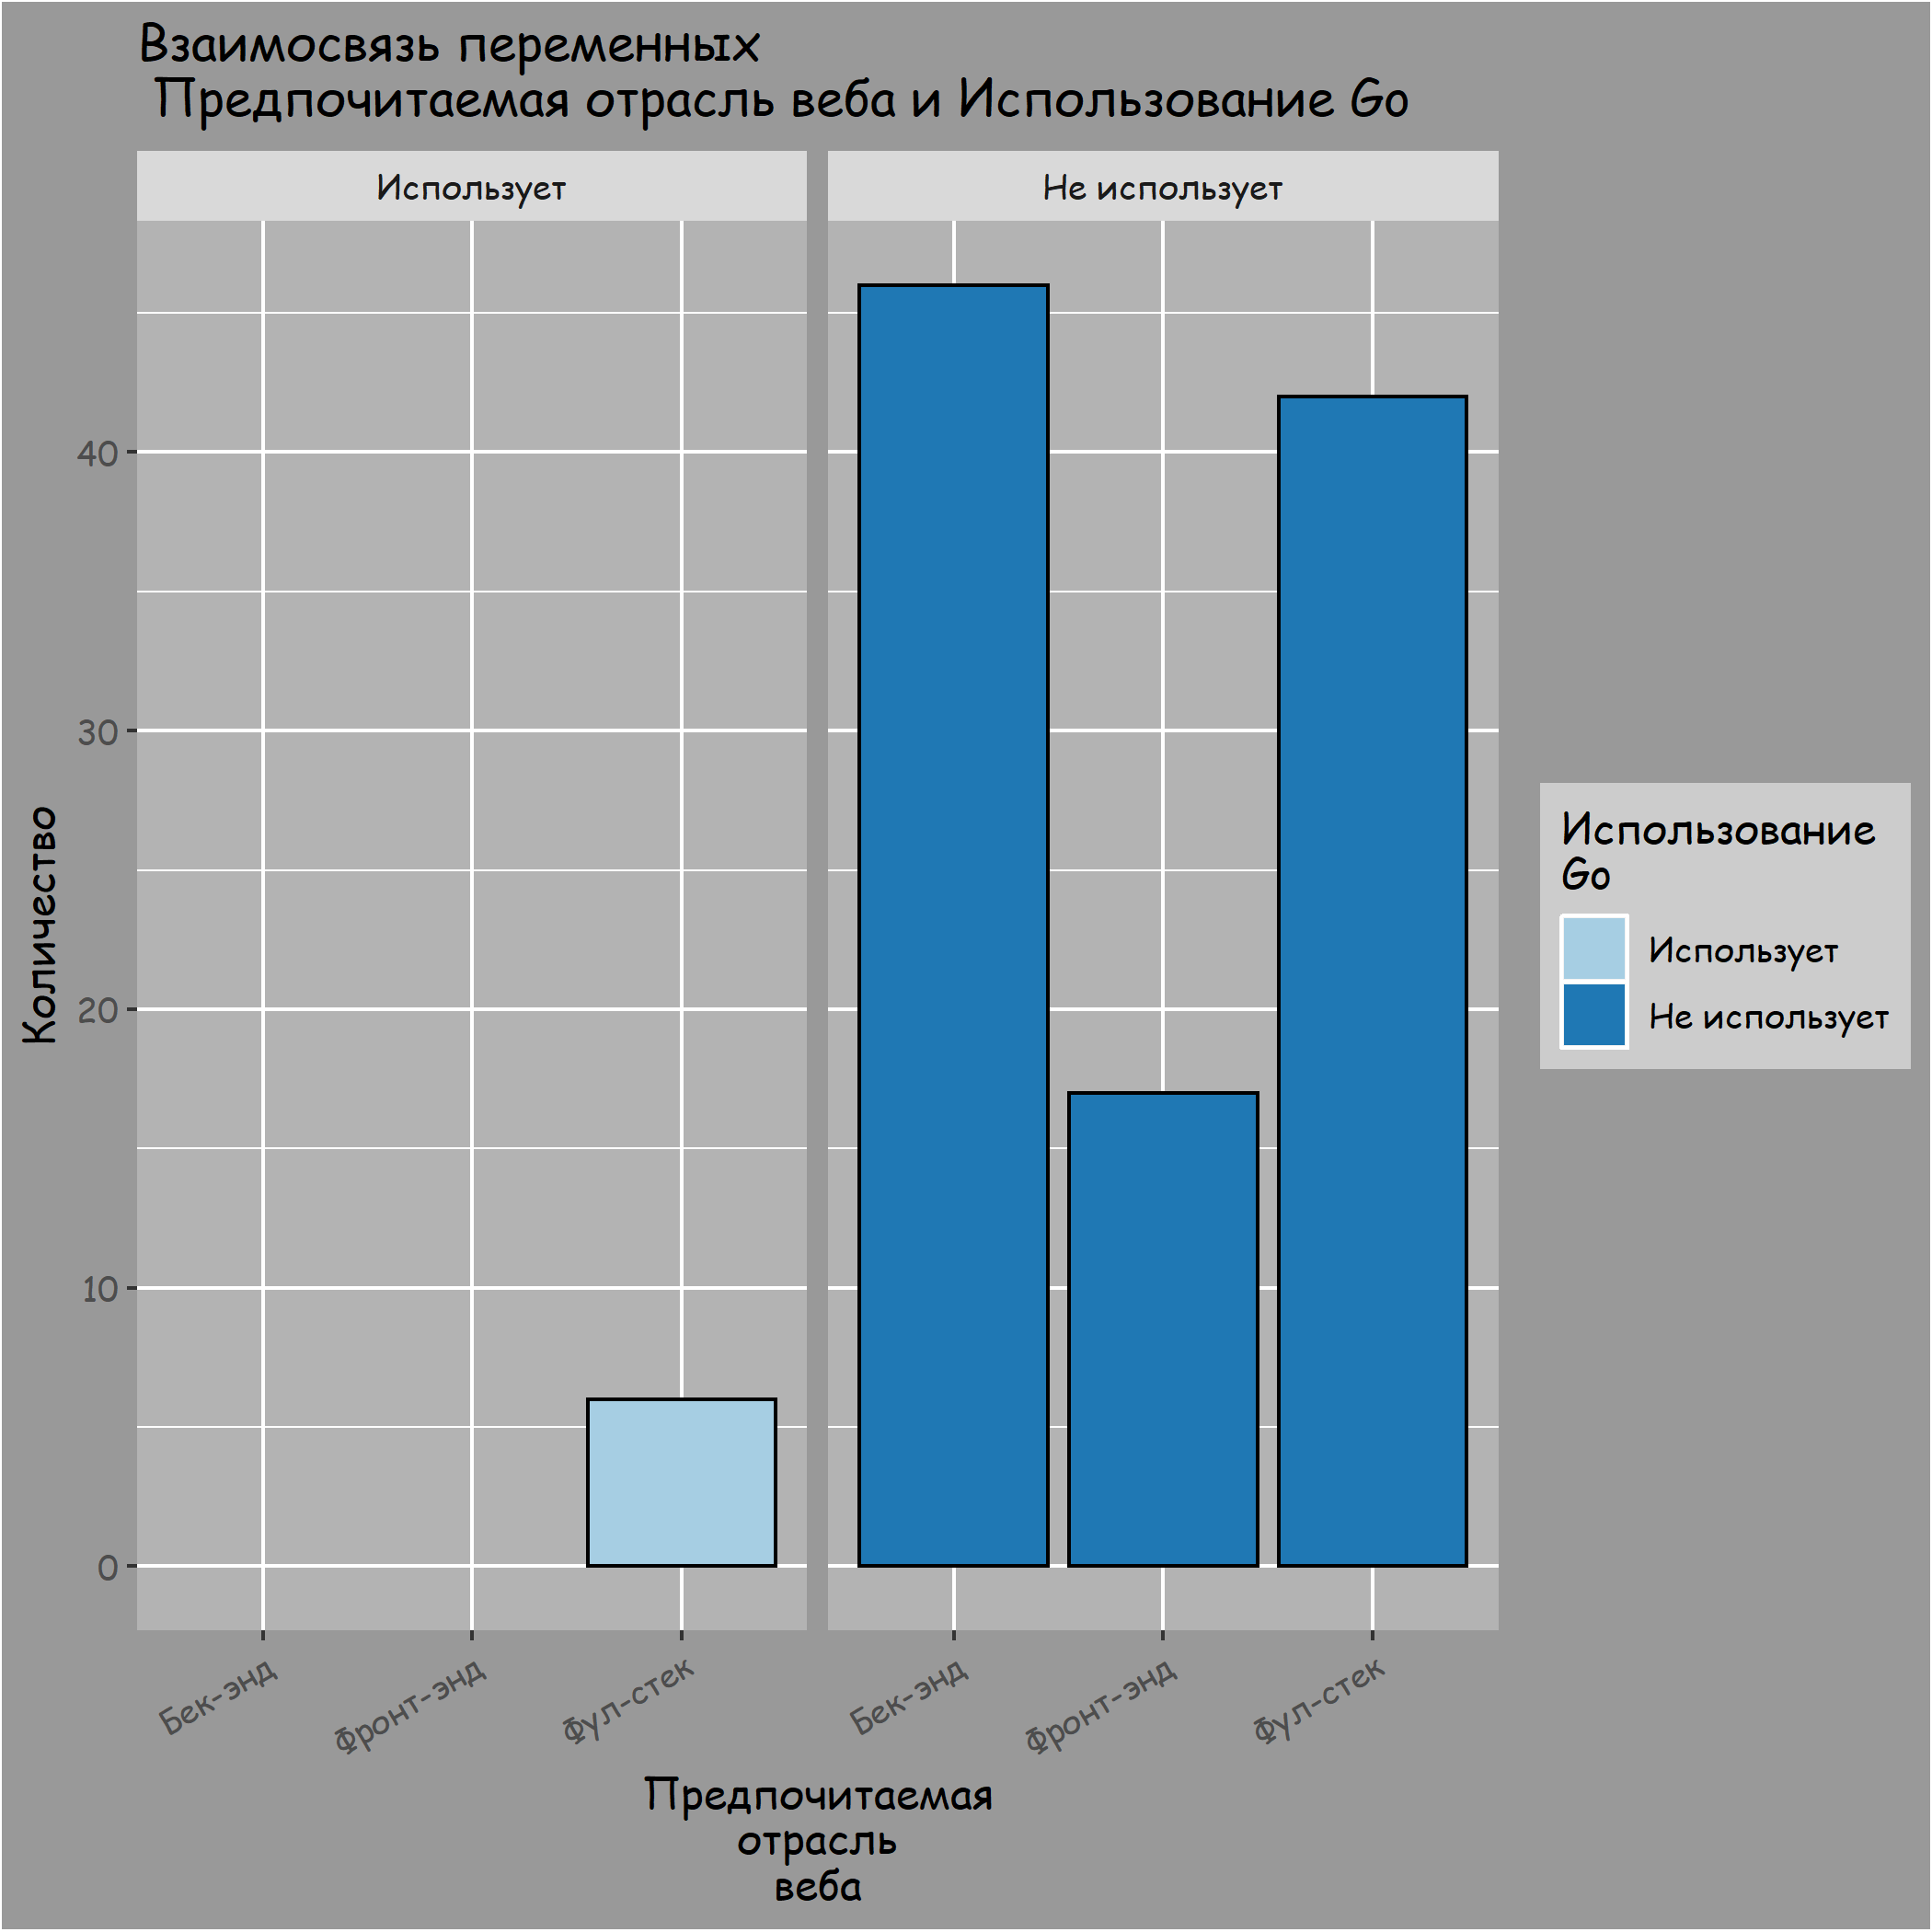 Взаимосвязь переменных
Предпочитаемая отрасль веба и Использование Go
Использует
Не использует
Количество
40
30
20
10
0
Бек-энд
Фронт-энд
Фул-стек
Бек-энд
Фронт-энд
Фул-стек
Предпочитаемая
отрасль
веба
Использование
Go
Использует
Не использует